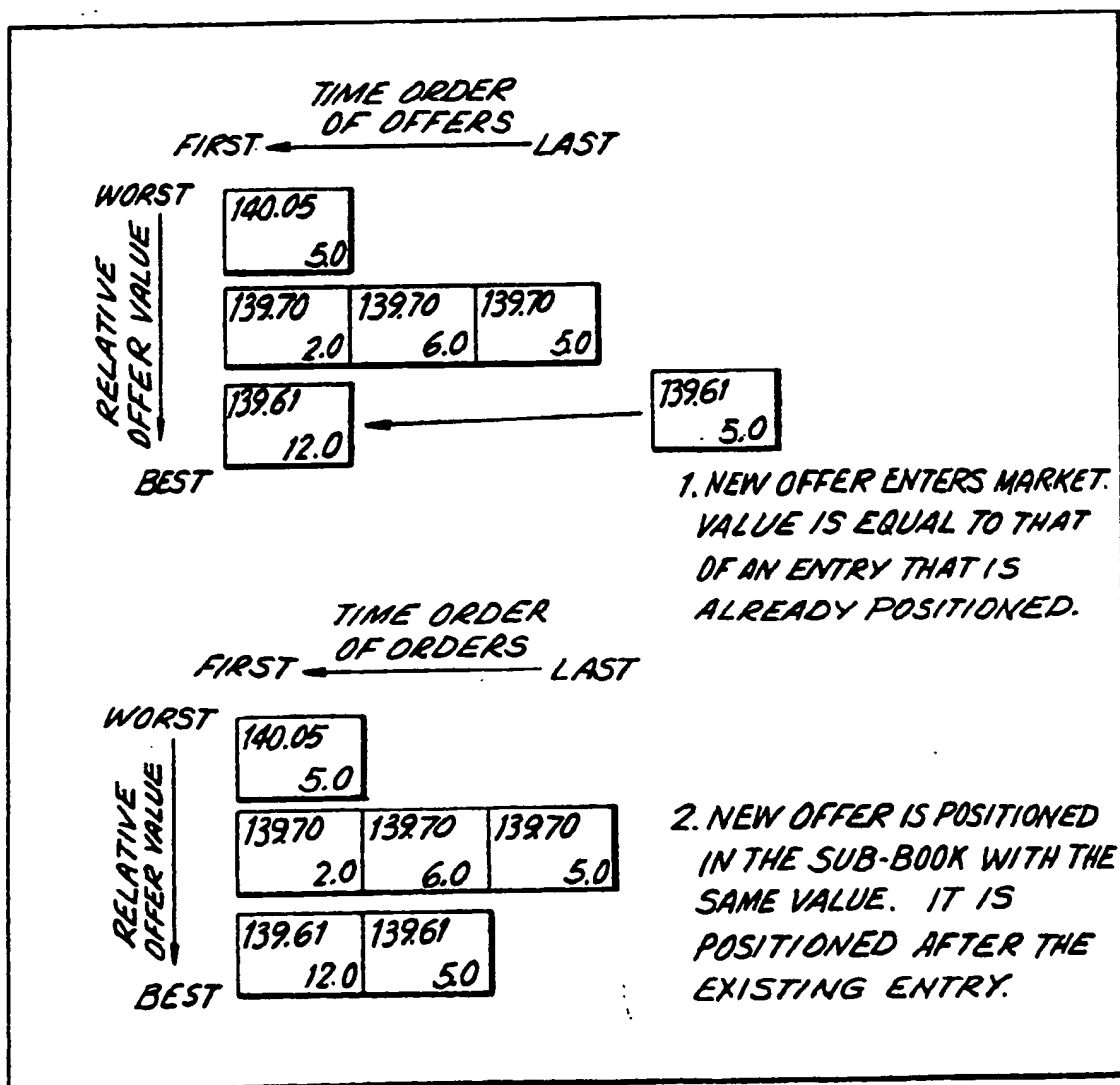 TIME ORDER
OF OFFERS
FIRST LAST
WORST
RELATIVE
OFFER VALUE
BEST
140.05
5.0
139.70 139.70 139.70
2.0 6.0 5.0
139.61 139.61
12.0 5.0
1. NEW OFFER ENTERS MARKET.
VALUE IS EQUAL TO THAT
OF AN ENTRY THAT IS
ALREADY POSITIONED.
TIME ORDER
OF ORDERS
FIRST LAST
WORST
RELATIVE
OFFER VALUE
BEST
140.05
5.0
139.70 139.70 139.70
2.0 6.0 5.0
139.61 139.61
12.0 5.0
2. NEW OFFER IS POSITIONED
IN THE SUB-BOOK WITH THE
SAME VALUE. IT IS
POSITIONED AFTER THE
EXISTING ENTRY.